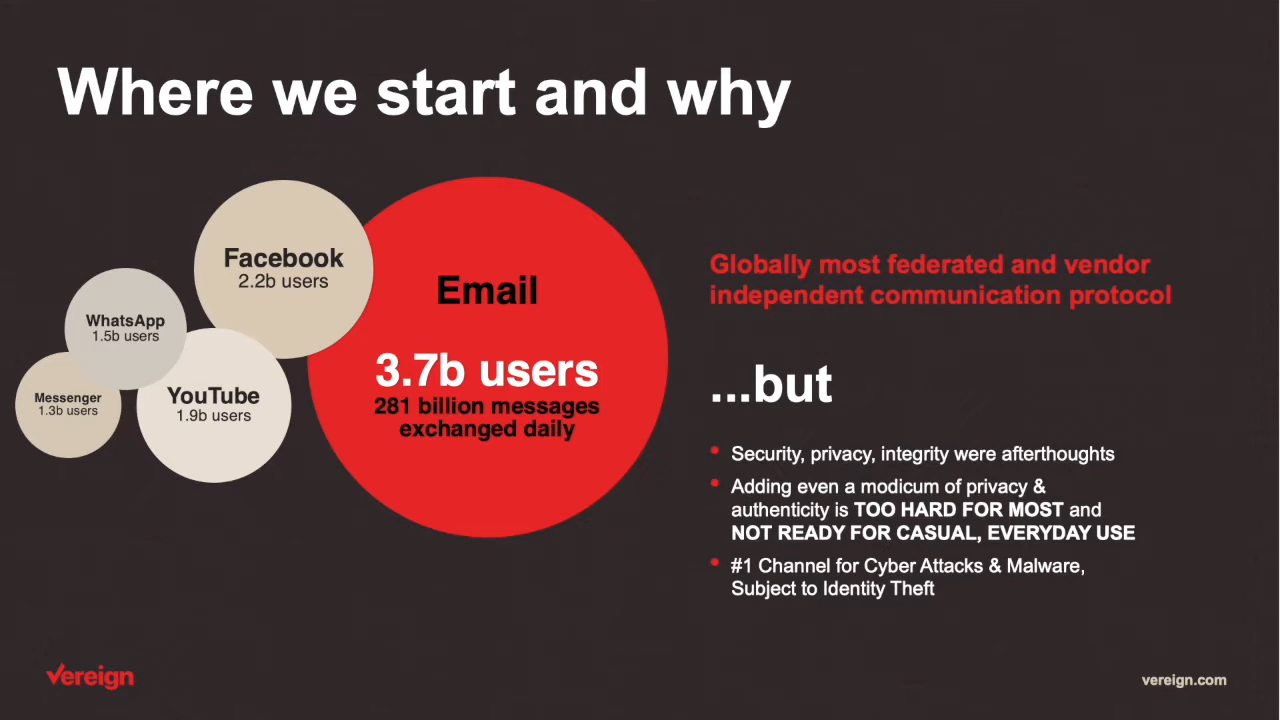 Where we start and why
Facebook
2.2b users
Email
WhatsApp
1.5b users
3.7b users
281 billion messages
exchanged daily
Messenger
1.3b users
YouTube
1.9b users
Globally most federated and vendor
independent communication protocol
...but
• Security, privacy, integrity were afterthoughts
• Adding even a modicum of privacy &
authenticity is TOO HARD FOR MOST and
NOT READY FOR CASUAL, EVERYDAY USE
• #1 Channel for Cyber Attacks & Malware,
Subject to Identity Theft
Vereign
vereign.com